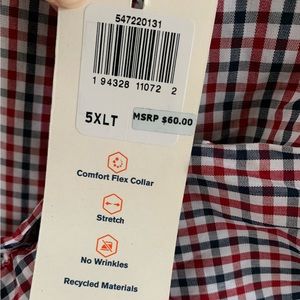 547220131
1 94328 11072 2
5XLT
MSRP $60.00
Comfort Flex Collar
Stretch
No Wrinkles
Recycled Materials